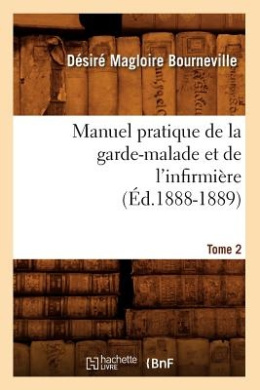 Désiré Magloire Bourneville
Manuel pratique de la
garde-malade et de
l'infirmière
(Éd.1888-1889)
Tome 2
hachette
LIVRE
{BnF